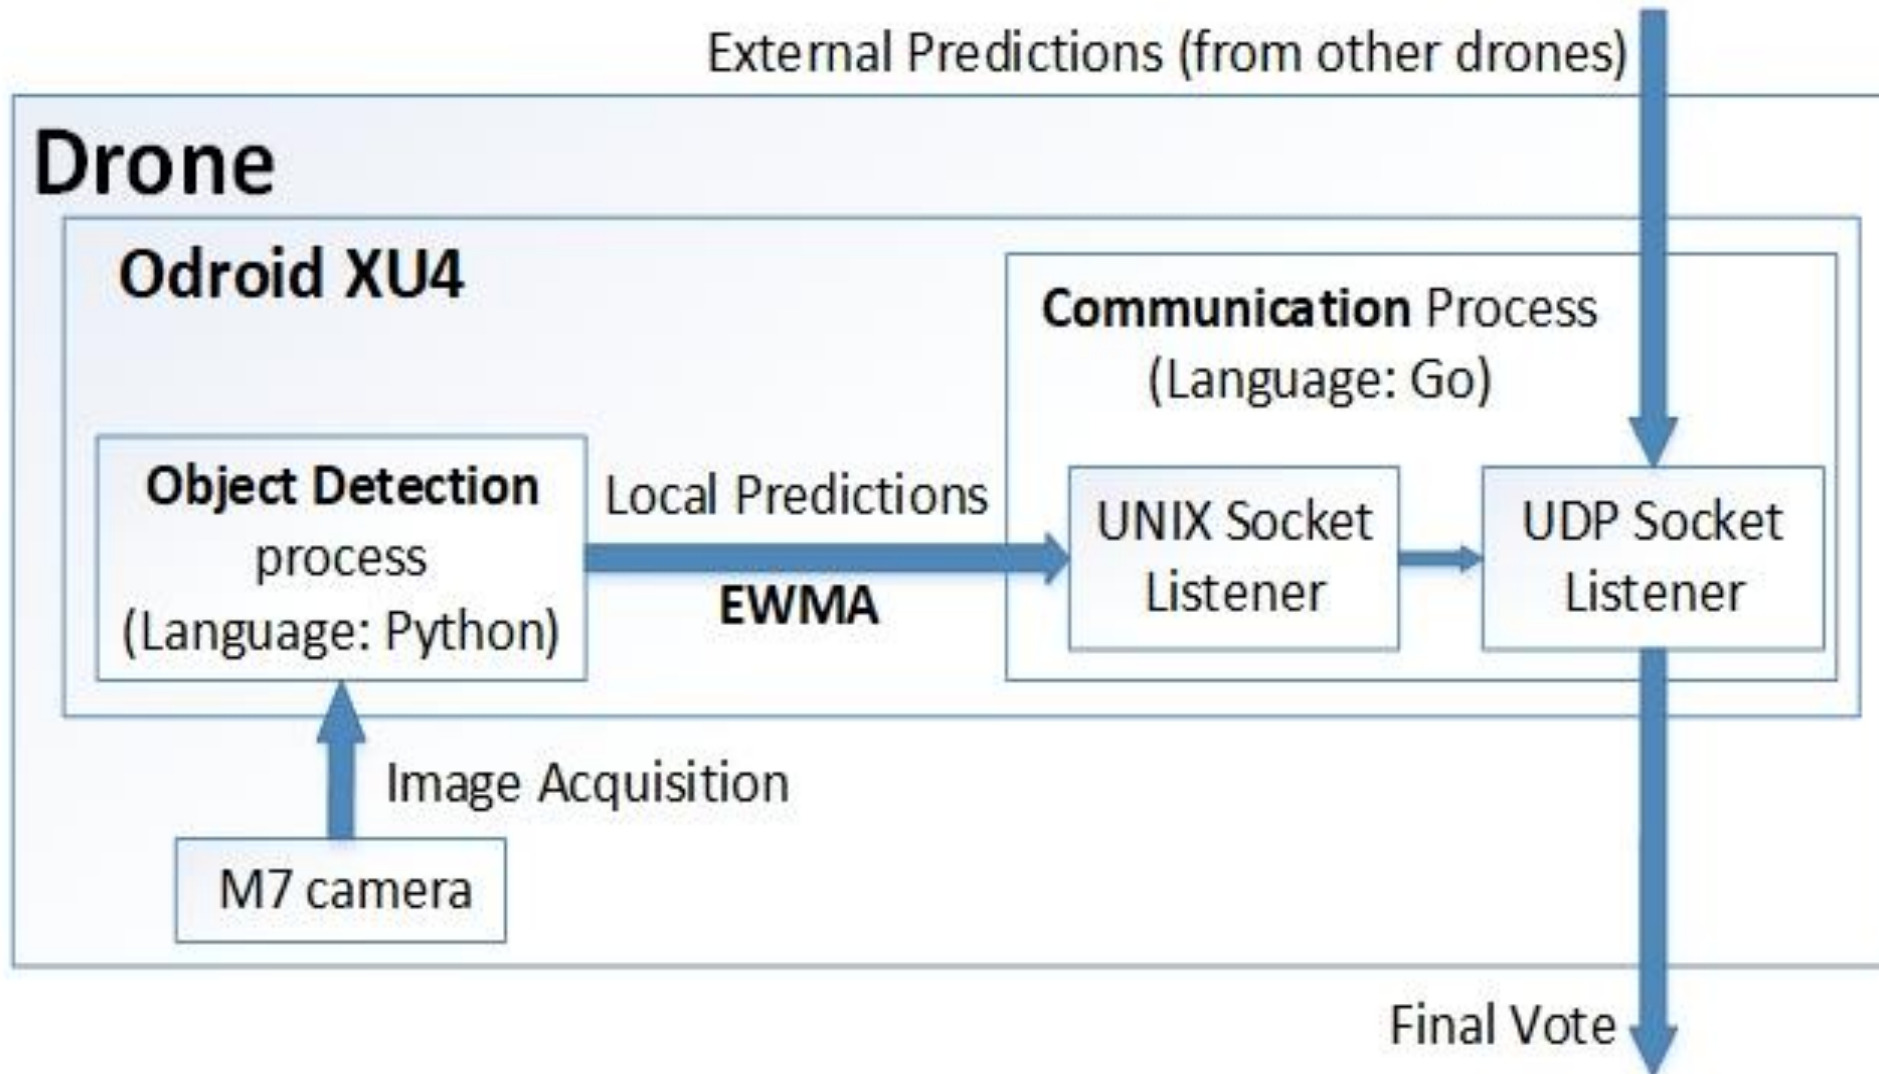 External Predictions (from other drones)
Drone
Odroid XU4
Communication Process
(Language: Go)
Object Detection
process
(Language: Python)
Local Predictions
EWMA
UNIX Socket
Listener
UDP Socket
Listener
Image Acquisition
M7 camera
Final Vote